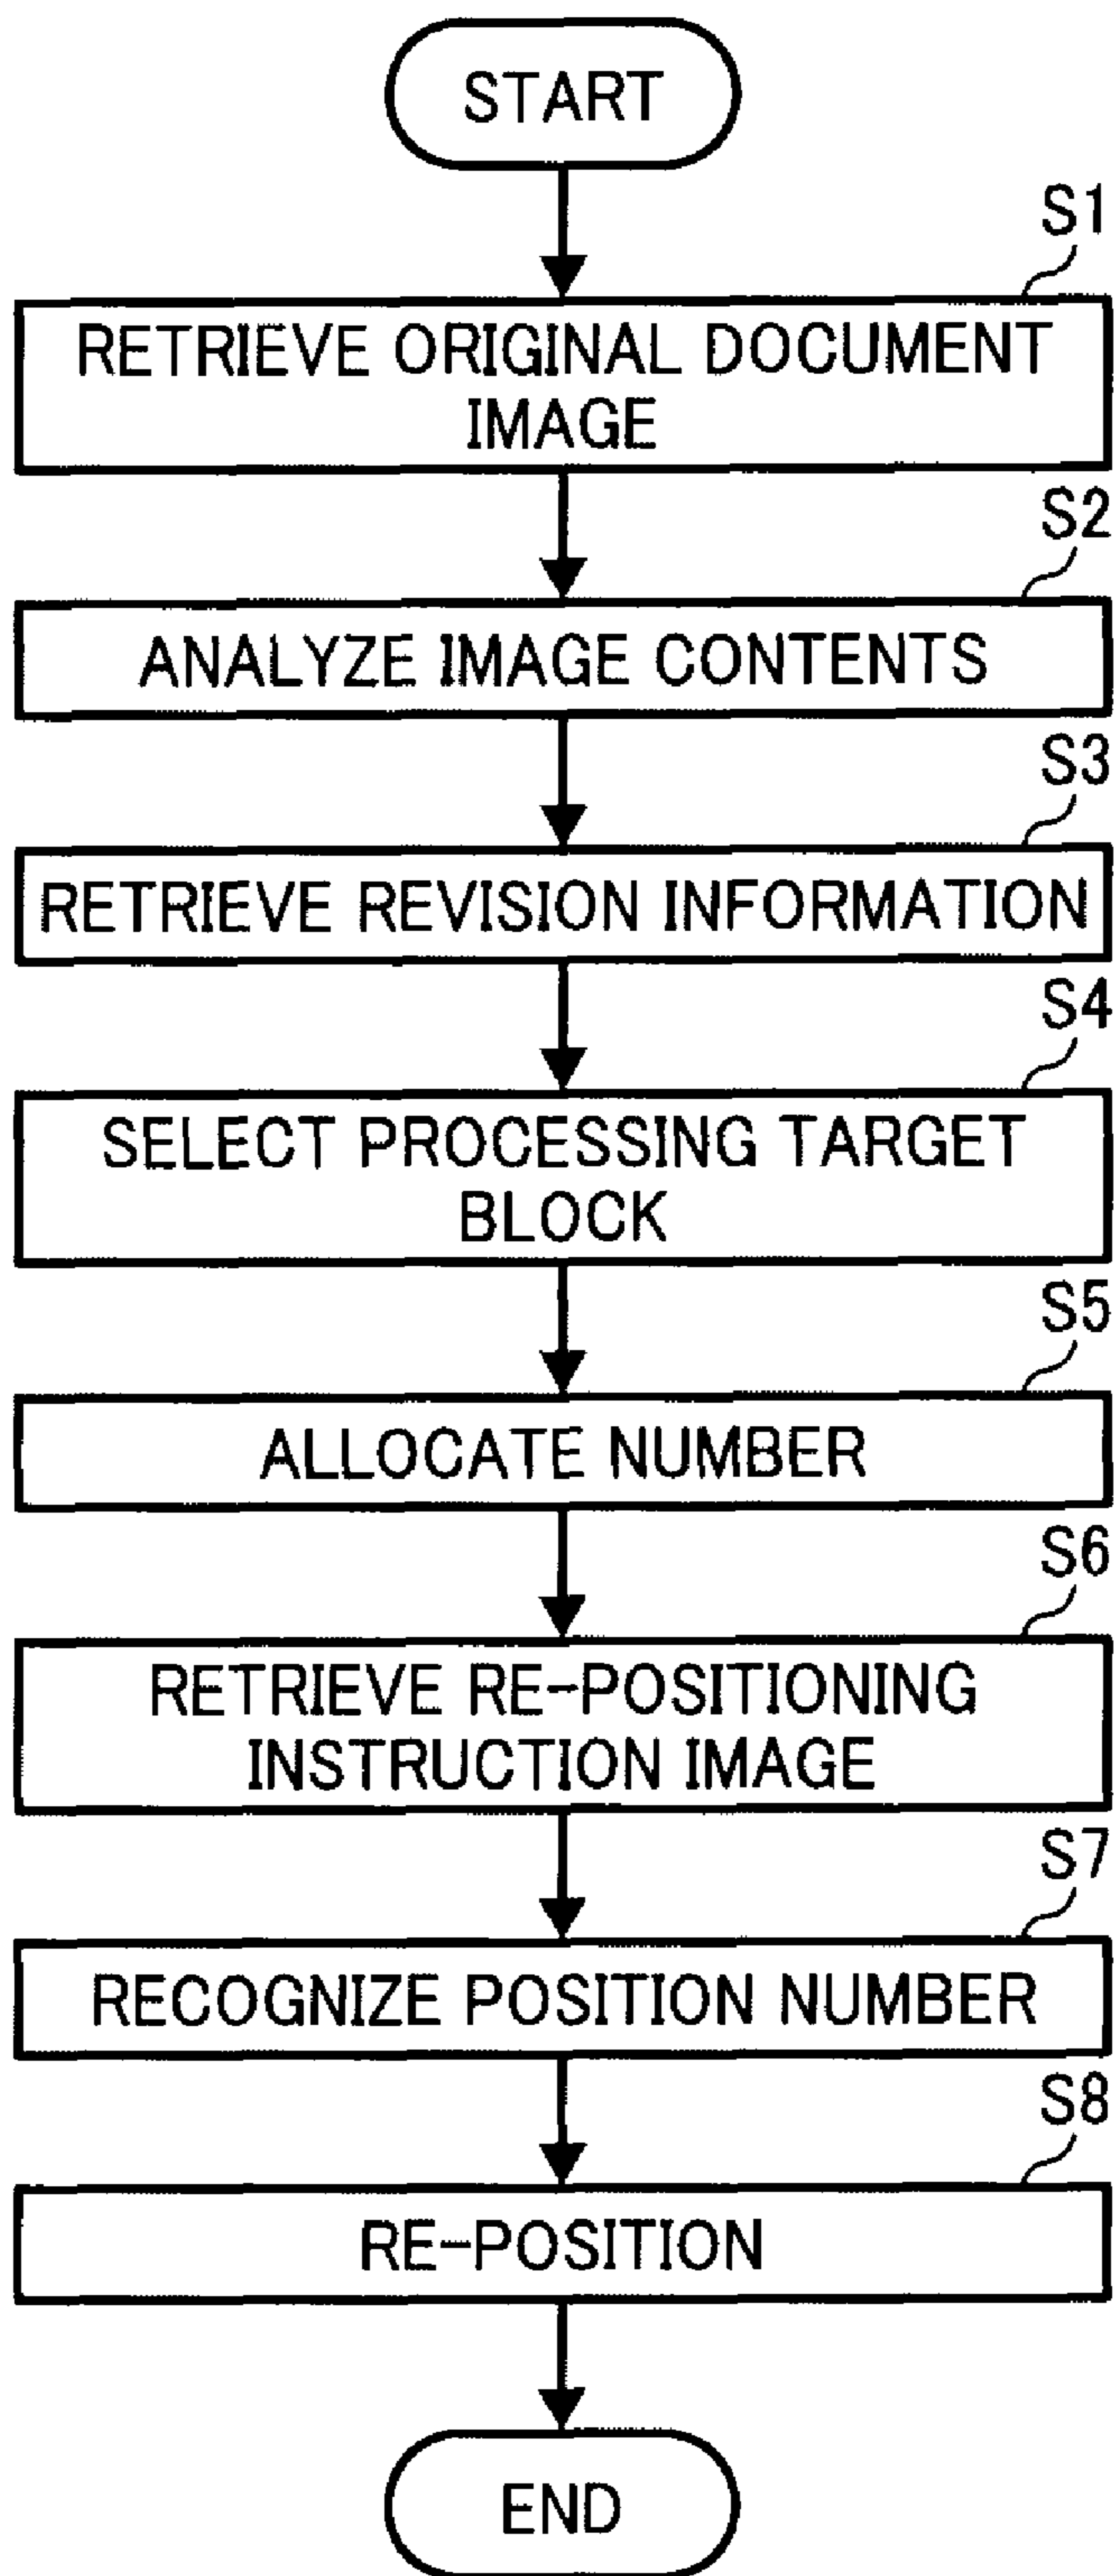 START
S1
RETRIEVE ORIGINAL DOCUMENT
IMAGE
S2
ANALYZE IMAGE CONTENTS
S3
RETRIEVE REVISION INFORMATION
S4
SELECT PROCESSING TARGET
BLOCK
S5
ALLOCATE NUMBER
S6
RETRIEVE RE-POSITIONING
INSTRUCTION IMAGE
S7
RECOGNIZE POSITION NUMBER
S8
RE-POSITION
END